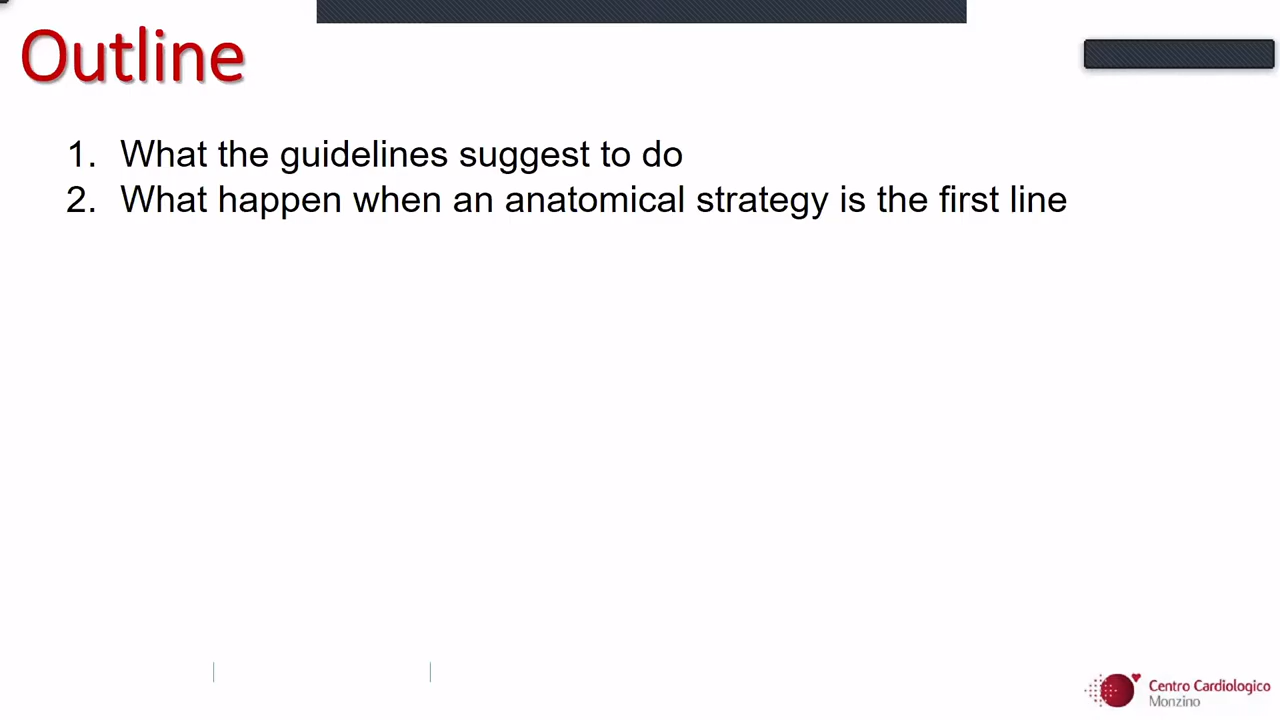 Outline
1. What the guidelines suggest to do
2. What happen when an anatomical strategy is the first line
Centro Cardiologico
Monzino